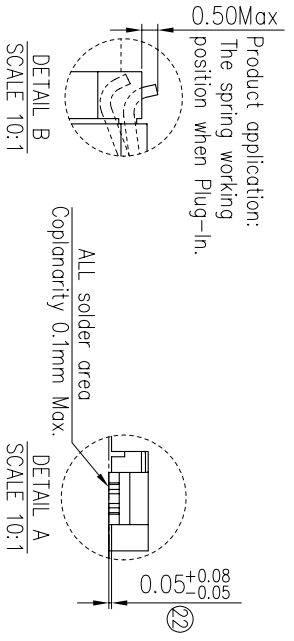 0.50Max
Product application:
The spring working
position when Plug-In.
DETAIL B
SCALE 10:1
ALL solder area
Coplanarity 0.1mm Max.
DETAIL A
SCALE 10:1
0.05+0.08
-0.05
22